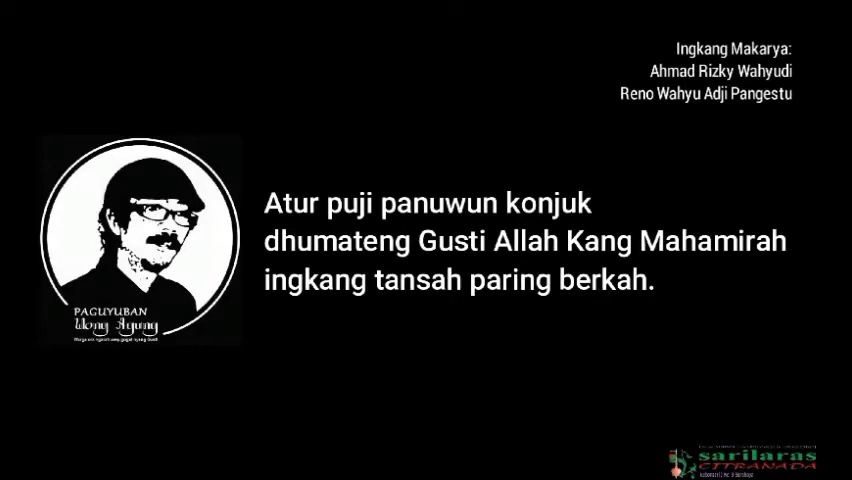 Ingkang Makarya:
Ahmad Rizky Wahyudi
Reno Wahyu Adji Pangestu
Atur puji panuwun konjuk
dhumateng Gusti Allah Kang Mahamirah
ingkang tansah paring berkah.
PAGUYUBAN
Wong Agung
sarilaras
CITRANADA